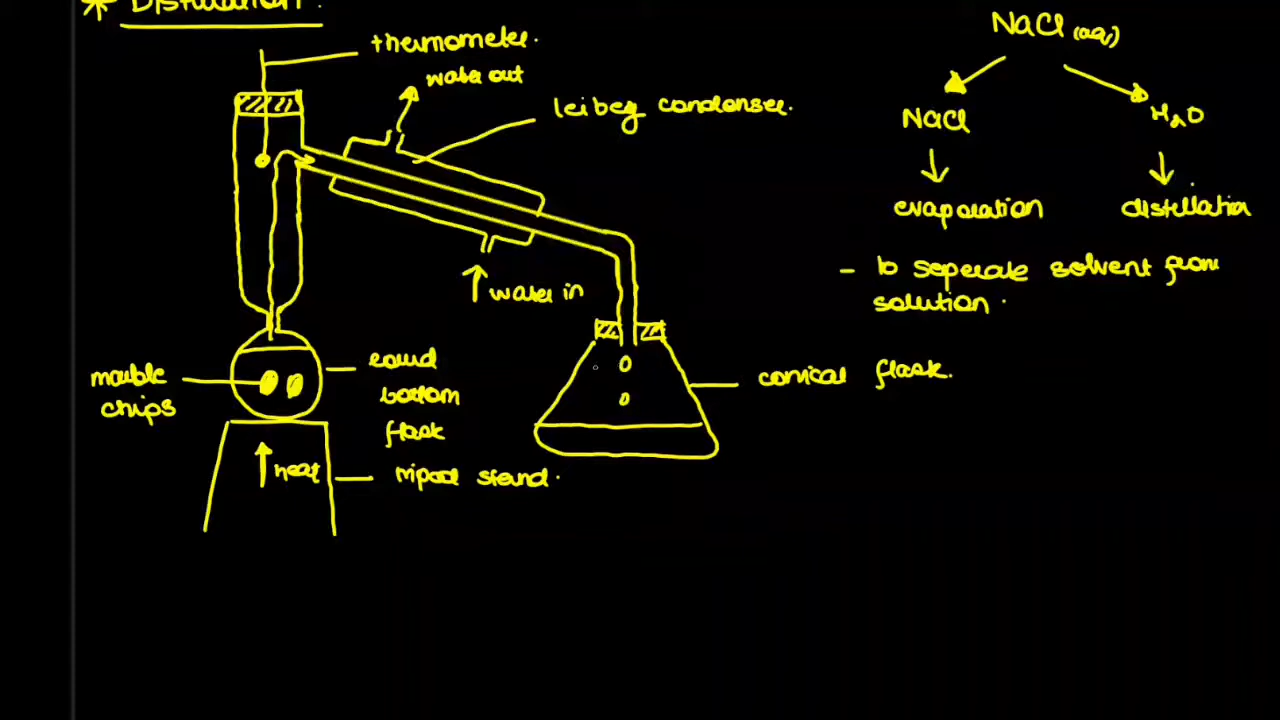 * Distillation.
thermometer.
water out
leibeg condenser.
water in
marble
chips
round
bottom
flask
heat
tripod stand.
conical flask.
NaCl (aq)
NaCl
H2O
evaporation
distillation
- to seperate solvent from
solution.